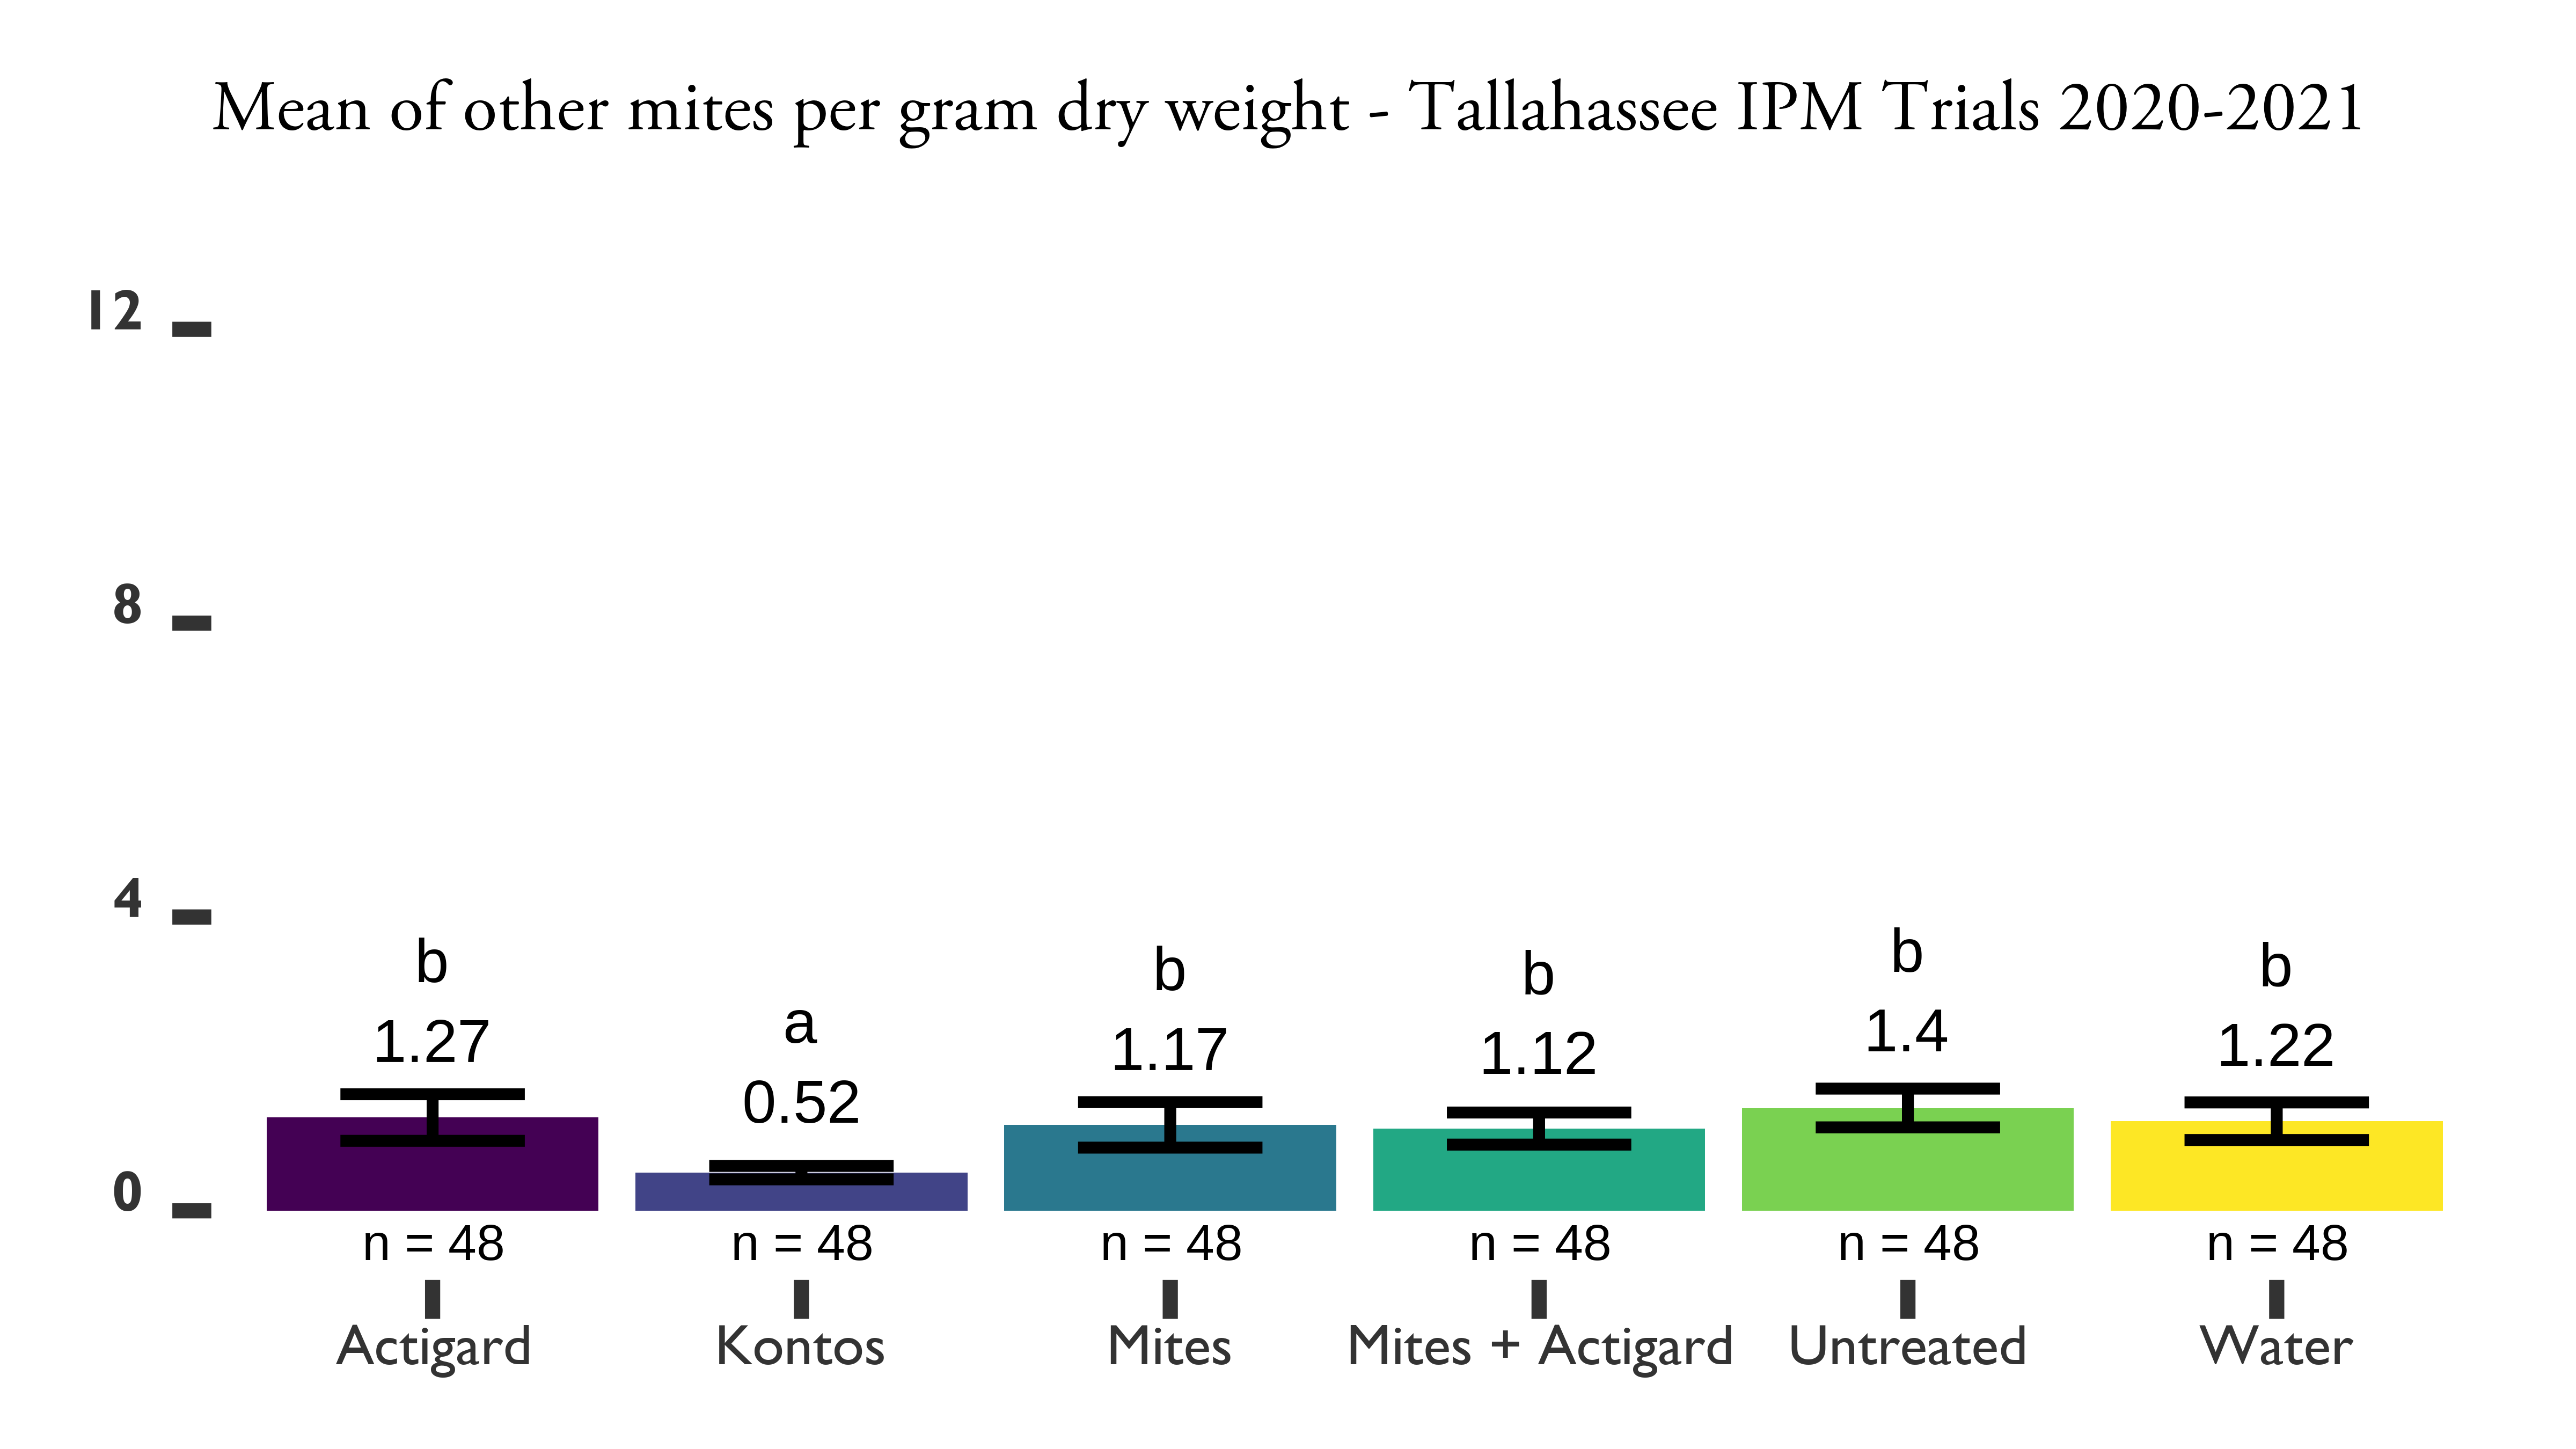 Mean of other mites per gram dry weight - Tallahassee IPM Trials 2020-2021
12
8
4
0
b b b b b
a
1.27 0.52 1.17 1.12 1.4 1.22
n = 48 n = 48 n = 48 n = 48 n = 48 n = 48
Actigard Kontos Mites Mites + Actigard Untreated Water